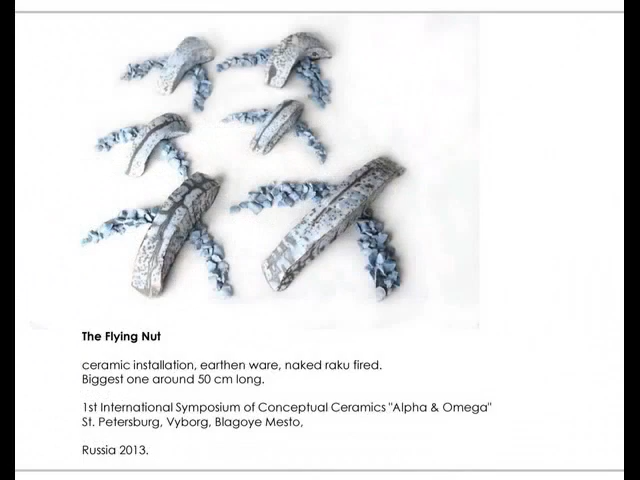 The Flying Nut
ceramic installation, earthen ware, naked raku fired.
Biggest one around 50 cm long.
1st International Symposium of Conceptual Ceramics "Alpha & Omega"
St. Petersburg, Vyborg, Blagoye Mesto,
Russia 2013.